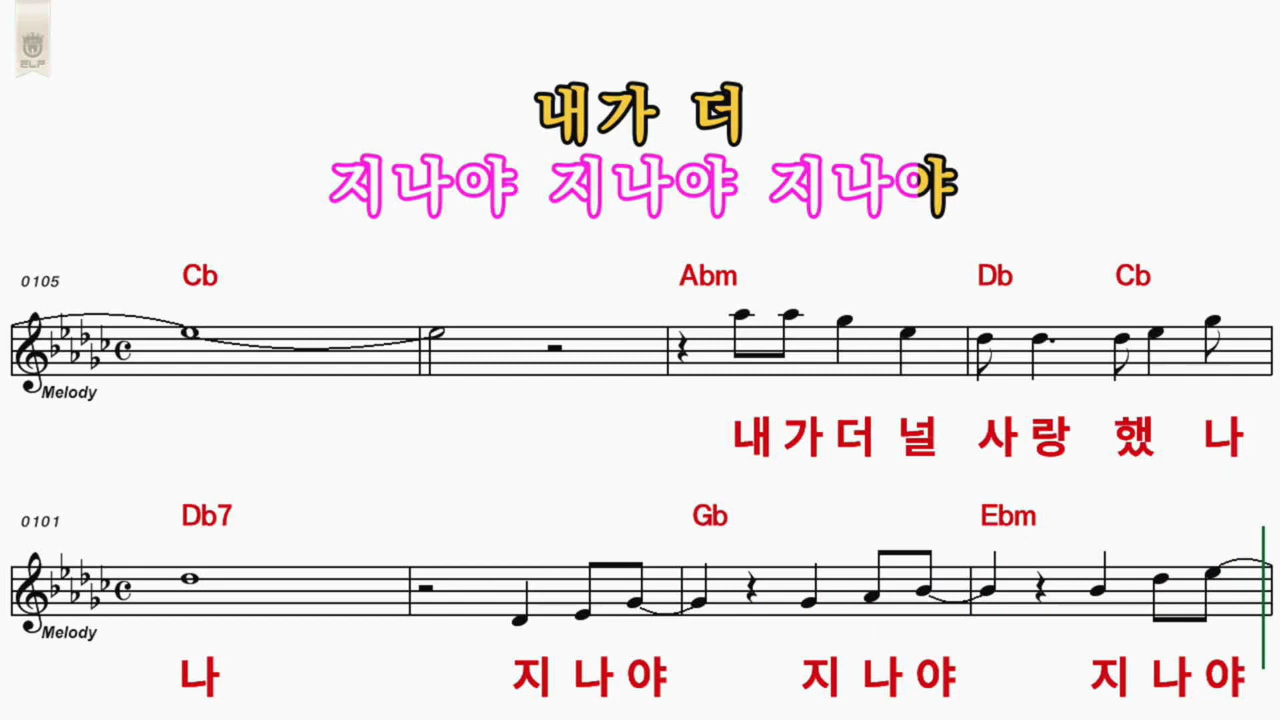 ELF
내가 더
지나야 지나야 지나야
0105 Cb Abm Db Cb
Melody
내 가 더 널 사 랑 했 나
0101 Db7 Gb Ebm
Melody
나 지 나 야 지 나 야 지 나 야